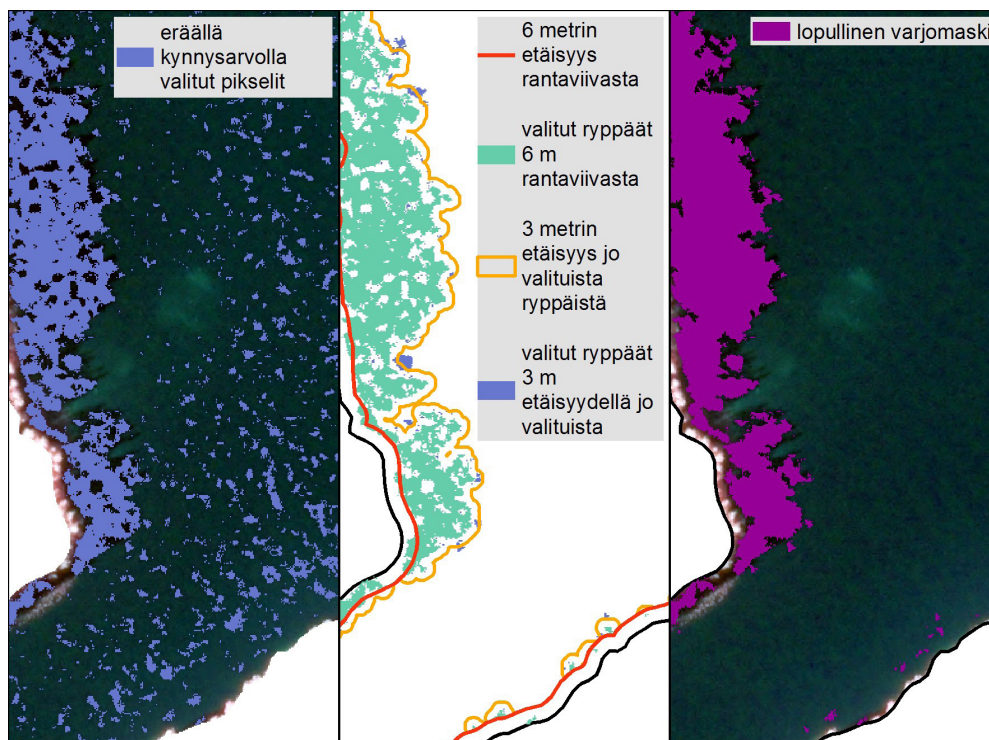 eräällä
kynnysarvolla
valitut pikselit
6 metrin
etäisyys
rantaviivasta
valitut ryppäät
6 m
rantaviivasta
3 metrin
etäisyys jo
valituista
ryppäistä
valitut ryppäät
3 m
etäisyydellä jo
valituista
lopullinen varjomaski